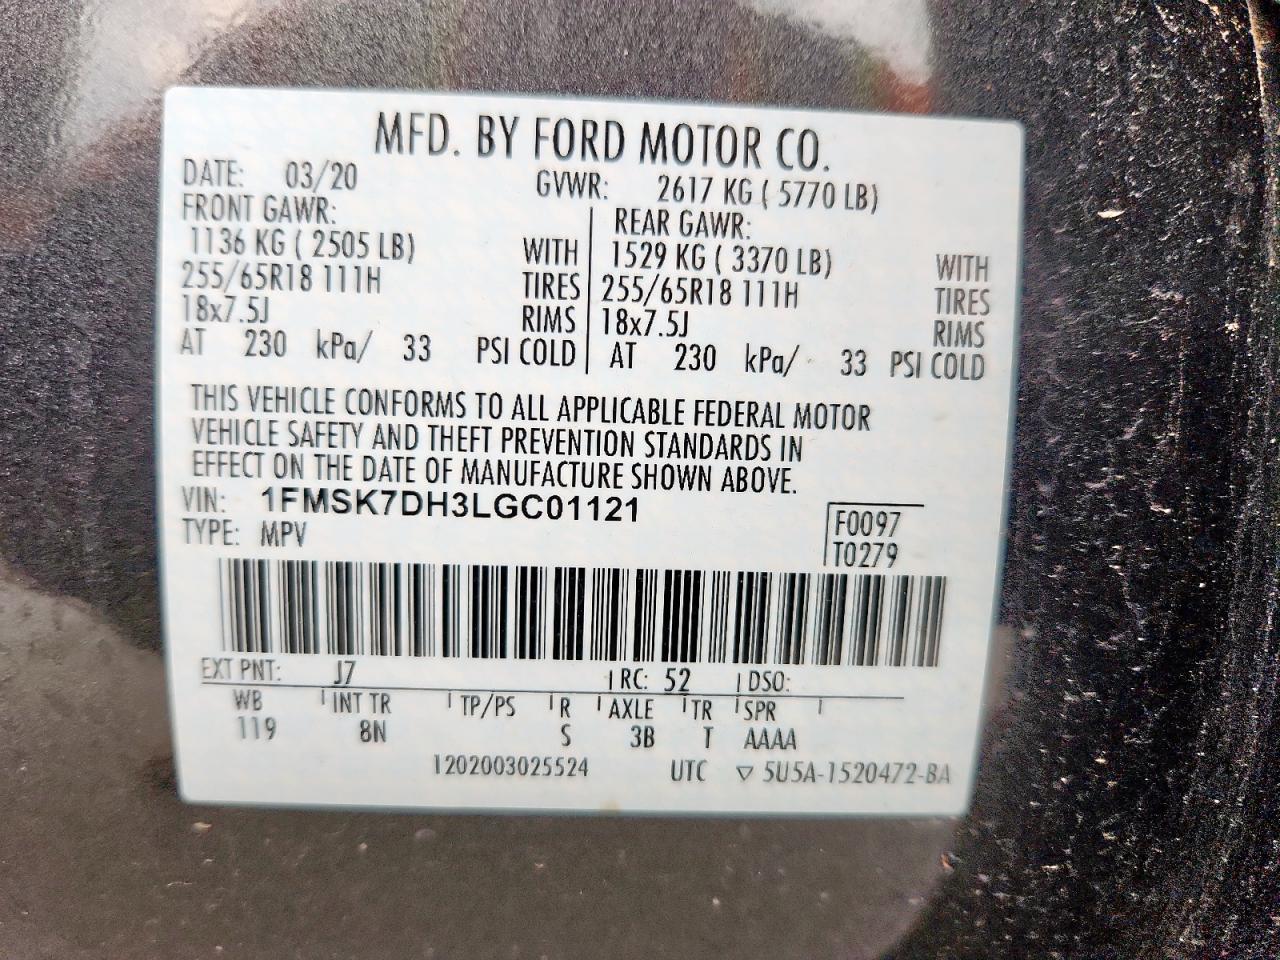 MFD. BY FORD MOTOR CO.
DATE: 03/20 GVWR: 2617 KG ( 5770 LB)
FRONT GAWR: REAR GAWR:
1136 KG ( 2505 LB) WITH 1529 KG ( 3370 LB) WITH
255/65R18 111H TIRES 255/65R18 111H TIRES
18x7.5J RIMS 18x7.5J RIMS
AT 230 kPa/ 33 PSI COLD AT 230 kPa/ 33 PSI COLD
THIS VEHICLE CONFORMS TO ALL APPLICABLE FEDERAL MOTOR
VEHICLE SAFETY AND THEFT PREVENTION STANDARDS IN
EFFECT ON THE DATE OF MANUFACTURE SHOWN ABOVE.
VIN: 1FMSK7DH3LGC01121
TYPE: MPV
F0097
T0279
EXT PNT: J7 RC: 52 DSO:
WB INT TR TP/PS R AXLE TR SPR
119 8N S 3B T AAAA
1202003025524 UTC ▽ 5U5A-1520472-BA